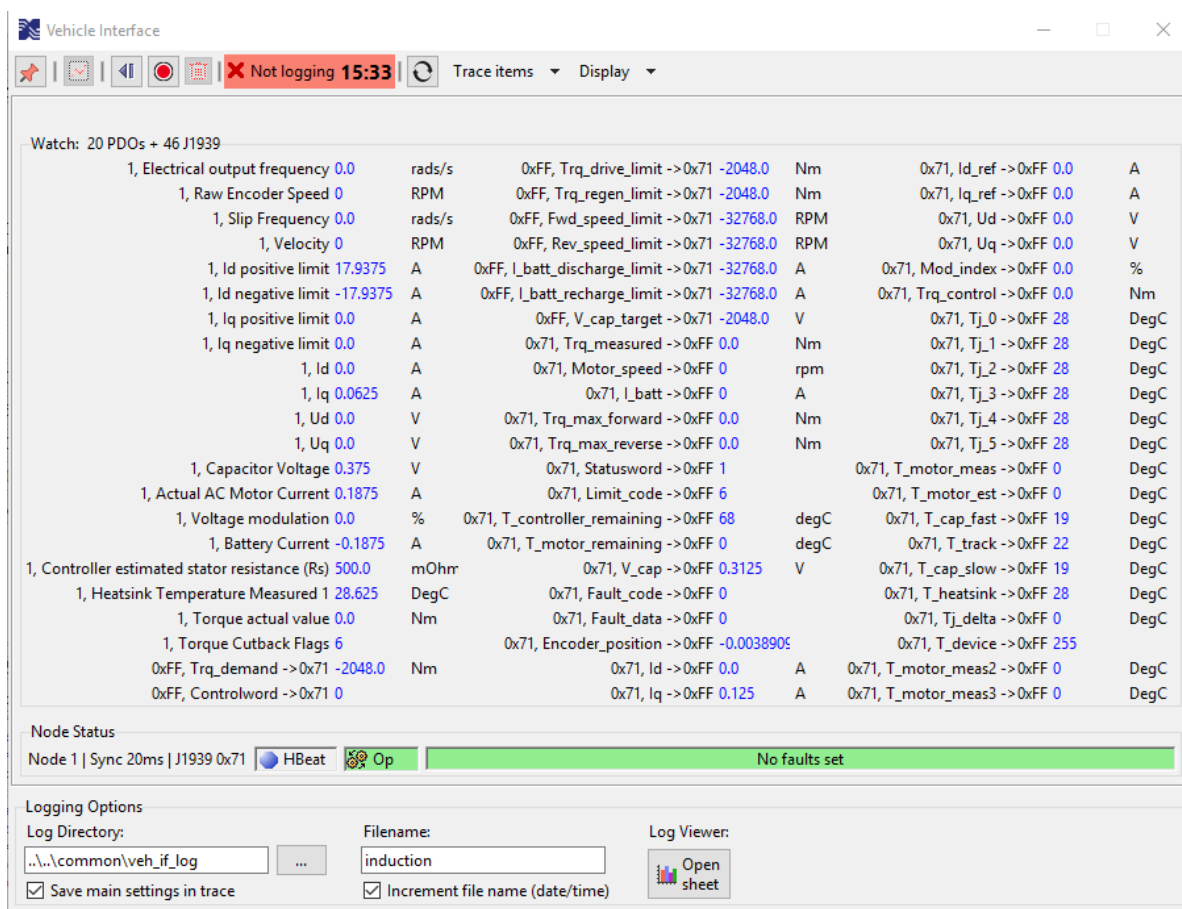 Vehicle Interface
Not logging 15:33 Trace items Display
Watch: 20 PDOs + 46 J1939
1, Electrical output frequency 0.0 rads/s 0xFF, Trq_drive_limit ->0x71 -2048.0 Nm 0x71, Id_ref ->0xFF 0.0 A
1, Raw Encoder Speed 0 RPM 0xFF, Trq_regen_limit ->0x71 -2048.0 Nm 0x71, Iq_ref ->0xFF 0.0 A
1, Slip Frequency 0.0 rads/s 0xFF, Fwd_speed_limit ->0x71 -32768.0 RPM 0x71, Ud ->0xFF 0.0 V
1, Velocity 0 RPM 0xFF, Rev_speed_limit ->0x71 -32768.0 RPM 0x71, Uq ->0xFF 0.0 V
1, Id positive limit 17.9375 A 0xFF, I_batt_discharge_limit ->0x71 -32768.0 A 0x71, Mod_index ->0xFF 0.0 %
1, Id negative limit -17.9375 A 0xFF, I_batt_recharge_limit ->0x71 -32768.0 A 0x71, Trq_control ->0xFF 0.0 Nm
1, Iq positive limit 0.0 A 0xFF, V_cap_target ->0x71 -2048.0 V 0x71, Tj_0 ->0xFF 28 DegC
1, Iq negative limit 0.0 A 0x71, Trq_measured ->0xFF 0.0 Nm 0x71, Tj_1 ->0xFF 28 DegC
1, Id 0.0 A 0x71, Motor_speed ->0xFF 0 rpm 0x71, Tj_2 ->0xFF 28 DegC
1, Iq 0.0625 A 0x71, I_batt ->0xFF 0 A 0x71, Tj_3 ->0xFF 28 DegC
1, Ud 0.0 V 0x71, Trq_max_forward ->0xFF 0.0 Nm 0x71, Tj_4 ->0xFF 28 DegC
1, Uq 0.0 V 0x71, Trq_max_reverse ->0xFF 0.0 Nm 0x71, Tj_5 ->0xFF 28 DegC
1, Capacitor Voltage 0.375 V 0x71, Statusword ->0xFF 1 0x71, T_motor_meas ->0xFF 0 DegC
1, Actual AC Motor Current 0.1875 A 0x71, Limit_code ->0xFF 6 0x71, T_motor_est ->0xFF 0 DegC
1, Voltage modulation 0.0 % 0x71, T_controller_remaining ->0xFF 68 degC 0x71, T_cap_fast ->0xFF 19 DegC
1, Battery Current -0.1875 A 0x71, T_motor_remaining ->0xFF 0 degC 0x71, T_track ->0xFF 22 DegC
1, Controller estimated stator resistance (Rs) 500.0 mOhm 0x71, V_cap ->0xFF 0.3125 V 0x71, T_cap_slow ->0xFF 19 DegC
1, Heatsink Temperature Measured 1 28.625 DegC 0x71, Fault_code ->0xFF 0 0x71, T_heatsink ->0xFF 28 DegC
1, Torque actual value 0.0 Nm 0x71, Fault_data ->0xFF 0 0x71, Tj_delta ->0xFF 0 DegC
1, Torque Cutback Flags 6 0x71, Encoder_position ->0xFF -0.0038909 0x71, T_device ->0xFF 255
0xFF, Trq_demand ->0x71 -2048.0 Nm 0x71, Id ->0xFF 0.0 A 0x71, T_motor_meas2 ->0xFF 0 DegC
0xFF, Controlword ->0x71 0 0x71, Iq ->0xFF 0.125 A 0x71, T_motor_meas3 ->0xFF 0 DegC
Node Status
Node 1 | Sync 20ms | J1939 0x71 HBeat Op No faults set
Logging Options
Log Directory: Filename: Log Viewer:
..\..\common\veh_if_log ... induction Open sheet
Save main settings in trace Increment file name (date/time)